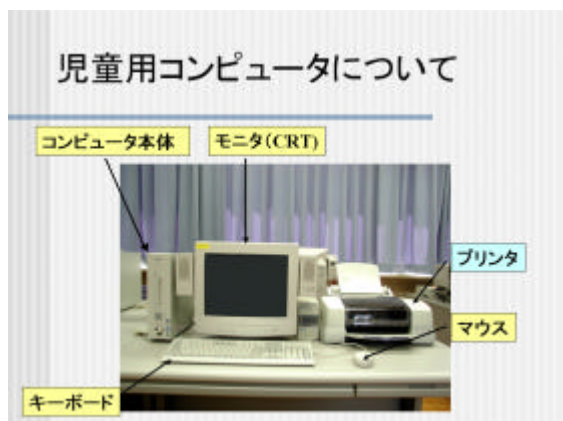 児童用コンピュータについて
コンピュータ本体
モニタ(CRT)
プリンタ
マウス
キーボード